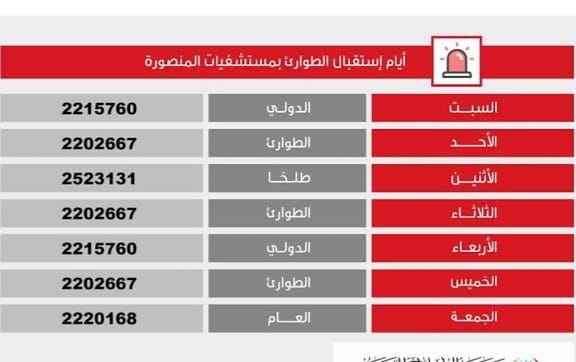 أيام إستقبال الطوارئ بمستشفيات المنصورة
السبت الدولي 2215760
الأحد الطوارئ 2202667
الأثنين طلخا 2523131
الثلاثاء الطوارئ 2202667
الأربعاء الدولي 2215760
الخميس الطوارئ 2202667
الجمعة العام 2220168